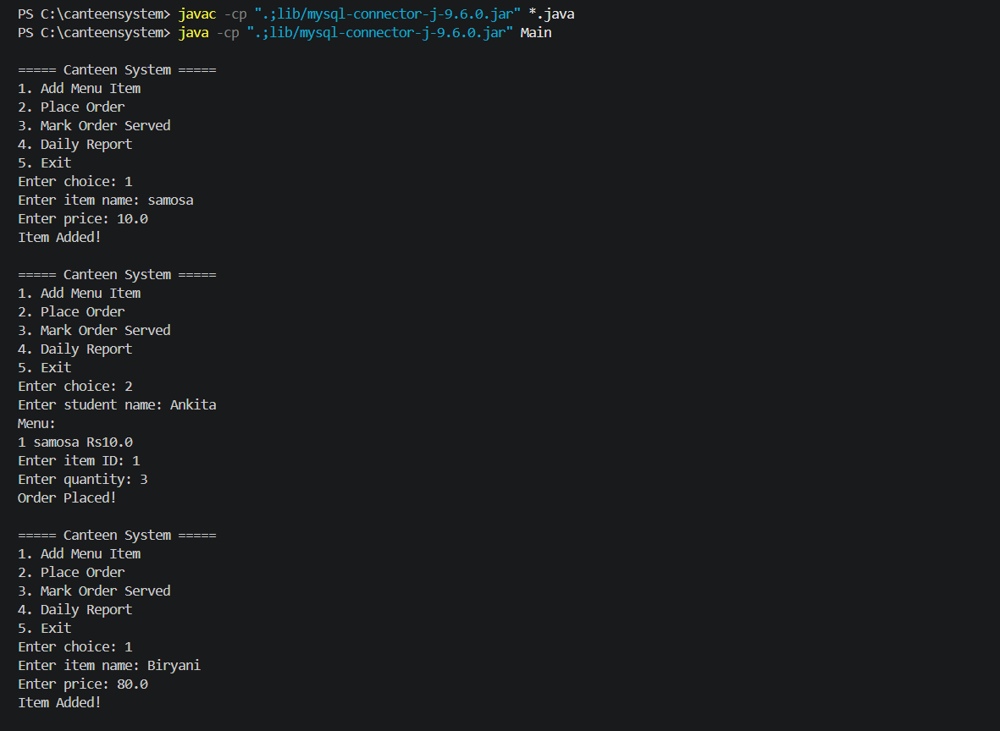 PS C:\canteensystem> javac -cp ".;lib/mysql-connector-j-9.6.0.jar" *.java
PS C:\canteensystem> java -cp ".;lib/mysql-connector-j-9.6.0.jar" Main
===== Canteen System =====
1. Add Menu Item
2. Place Order
3. Mark Order Served
4. Daily Report
5. Exit
Enter choice: 1
Enter item name: samosa
Enter price: 10.0
Item Added!
===== Canteen System =====
1. Add Menu Item
2. Place Order
3. Mark Order Served
4. Daily Report
5. Exit
Enter choice: 2
Enter student name: Ankita
Menu:
1 samosa Rs10.0
Enter item ID: 1
Enter quantity: 3
Order Placed!
===== Canteen System =====
1. Add Menu Item
2. Place Order
3. Mark Order Served
4. Daily Report
5. Exit
Enter choice: 1
Enter item name: Biryani
Enter price: 80.0
Item Added!